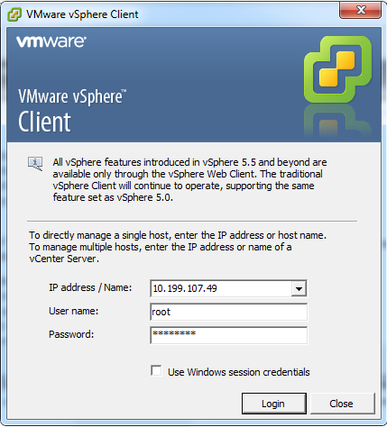 VMware vSphere Client
vmware®
VMware vSphere™
Client
All vSphere features introduced in vSphere 5.5 and beyond are
available only through the vSphere Web Client. The traditional
vSphere Client will continue to operate, supporting the same
feature set as vSphere 5.0.
To directly manage a single host, enter the IP address or host name.
To manage multiple hosts, enter the IP address or name of a
vCenter Server.
IP address / Name: 10.199.107.49
User name: root
Password: ********
Use Windows session credentials
Login Close